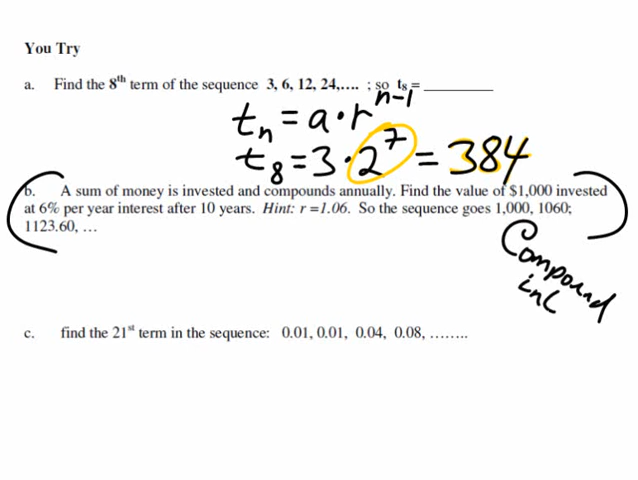 You Try
a. Find the 8th term of the sequence 3, 6, 12, 24,…. ; so t8 = ________
tn = a·r^n-1
t8 = 3·2^7 = 384
b. A sum of money is invested and compounds annually. Find the value of $1,000 invested
at 6% per year interest after 10 years. Hint: r =1.06. So the sequence goes 1,000, 1060;
1123.60, …
Compound
inc
c. find the 21st term in the sequence: 0.01, 0.01, 0.04, 0.08, ……..